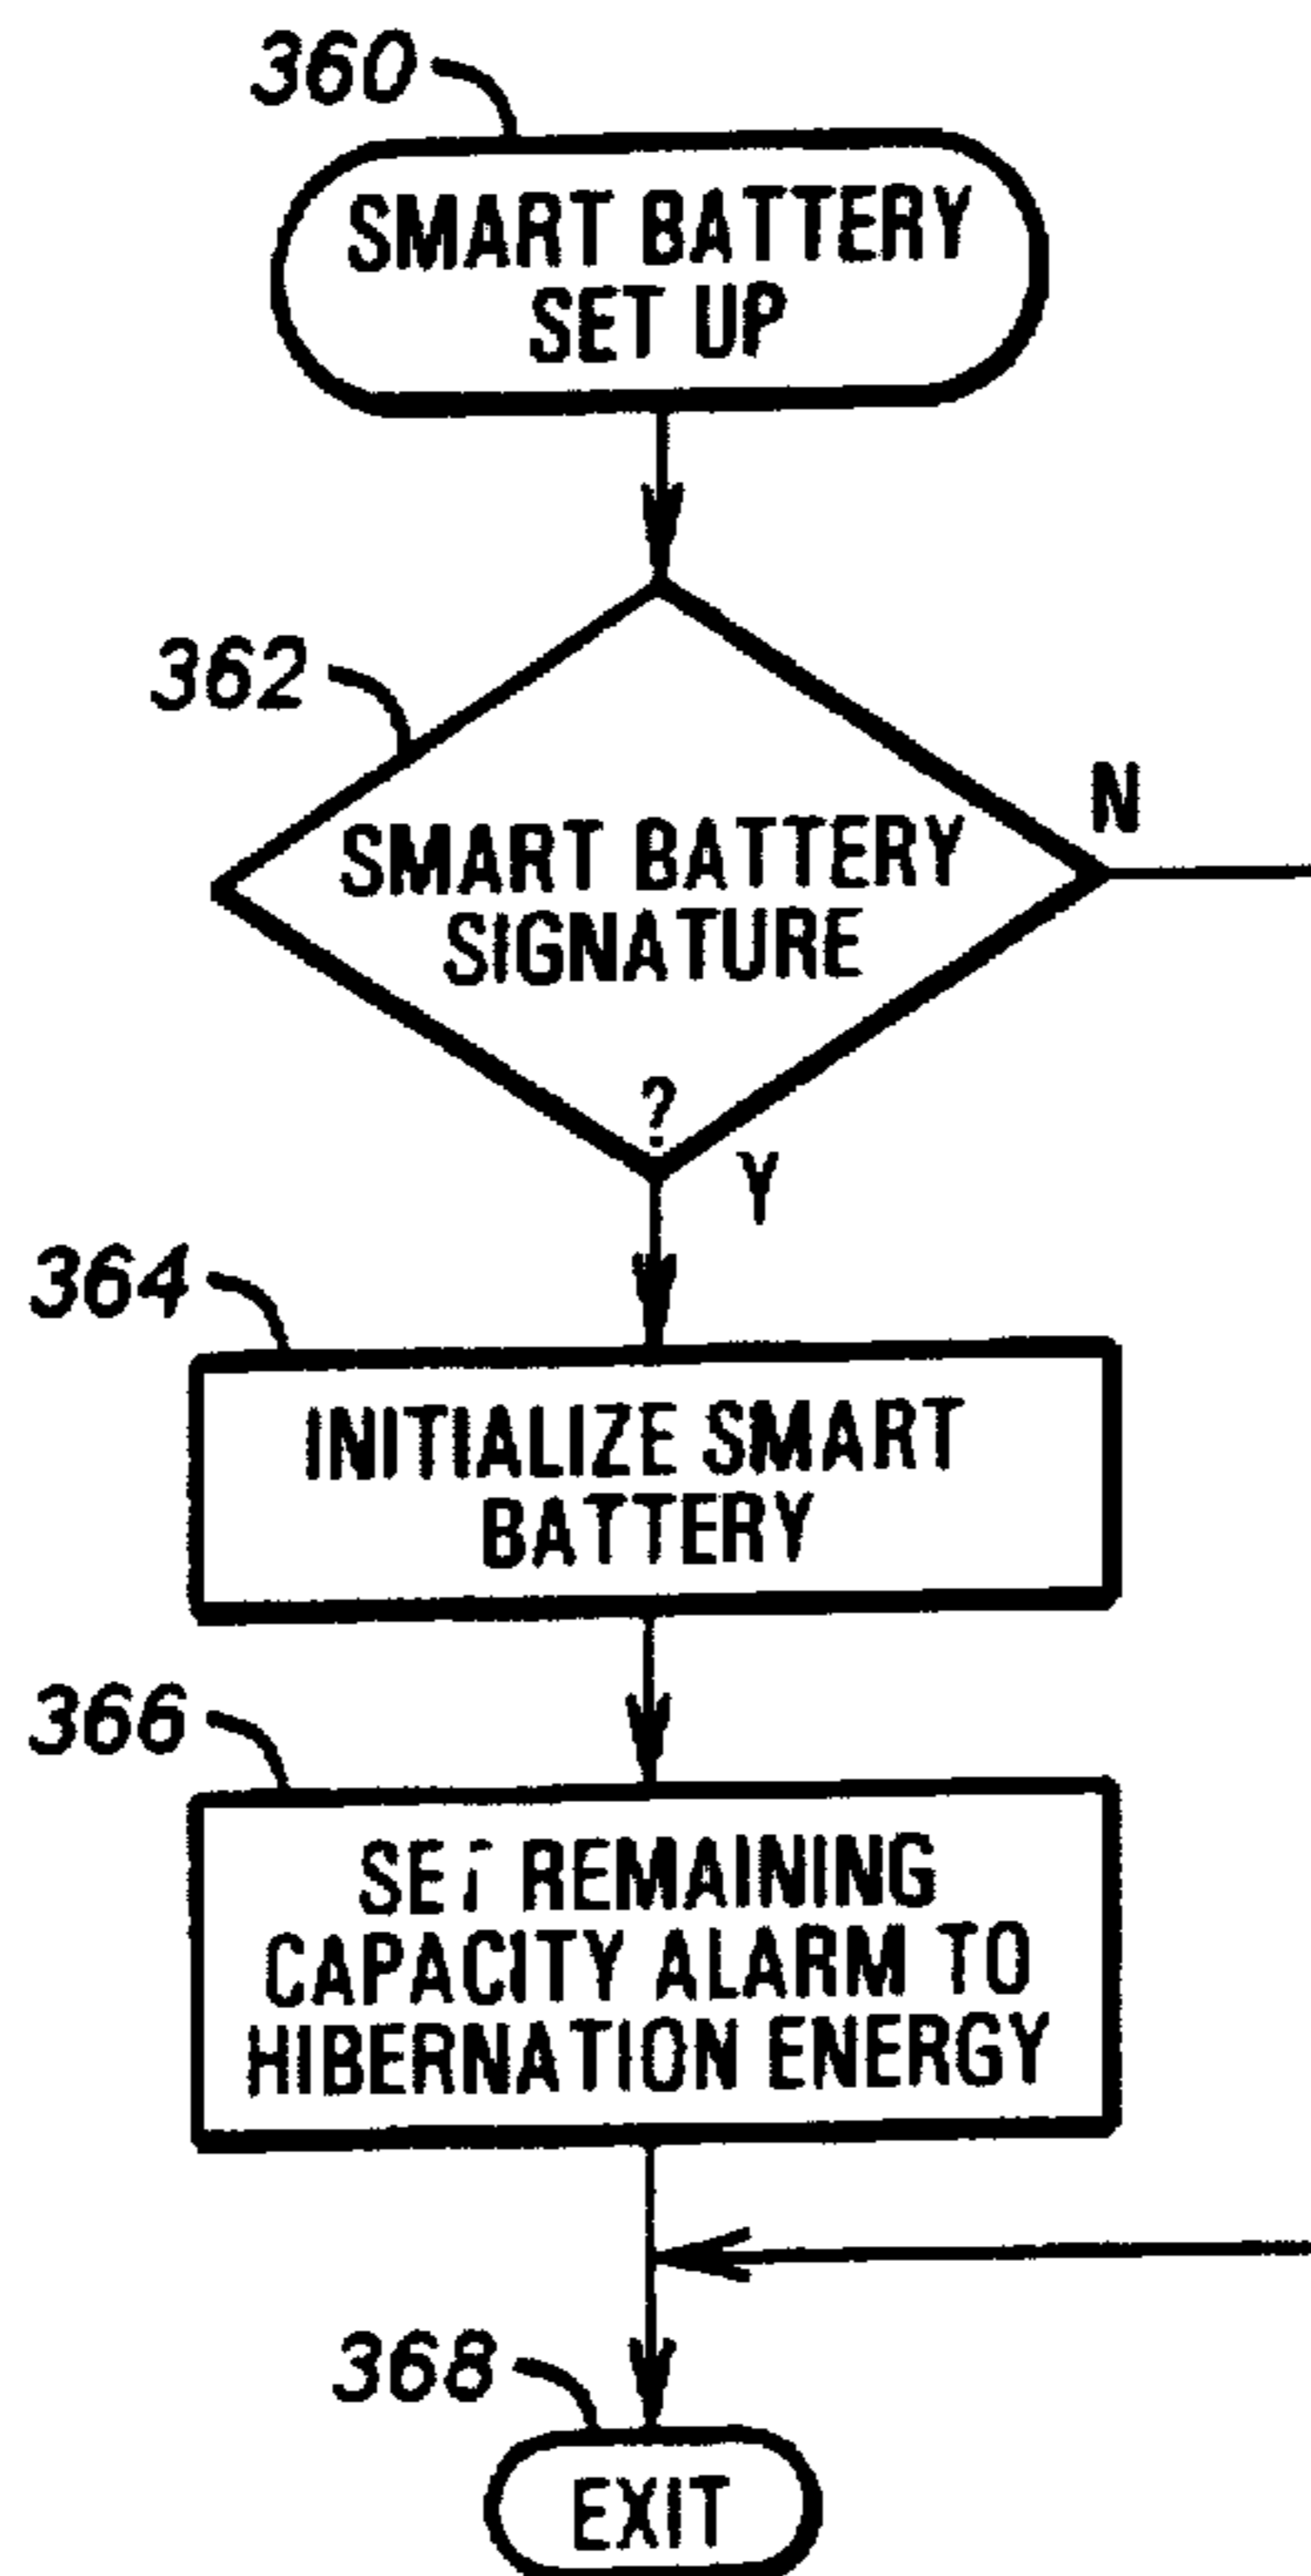 360
SMART BATTERY
SET UP
362
N
SMART BATTERY
SIGNATURE
?
Y
364
INITIALIZE SMART
BATTERY
366
SET REMAINING
CAPACITY ALARM TO
HIBERNATION ENERGY
368
EXIT